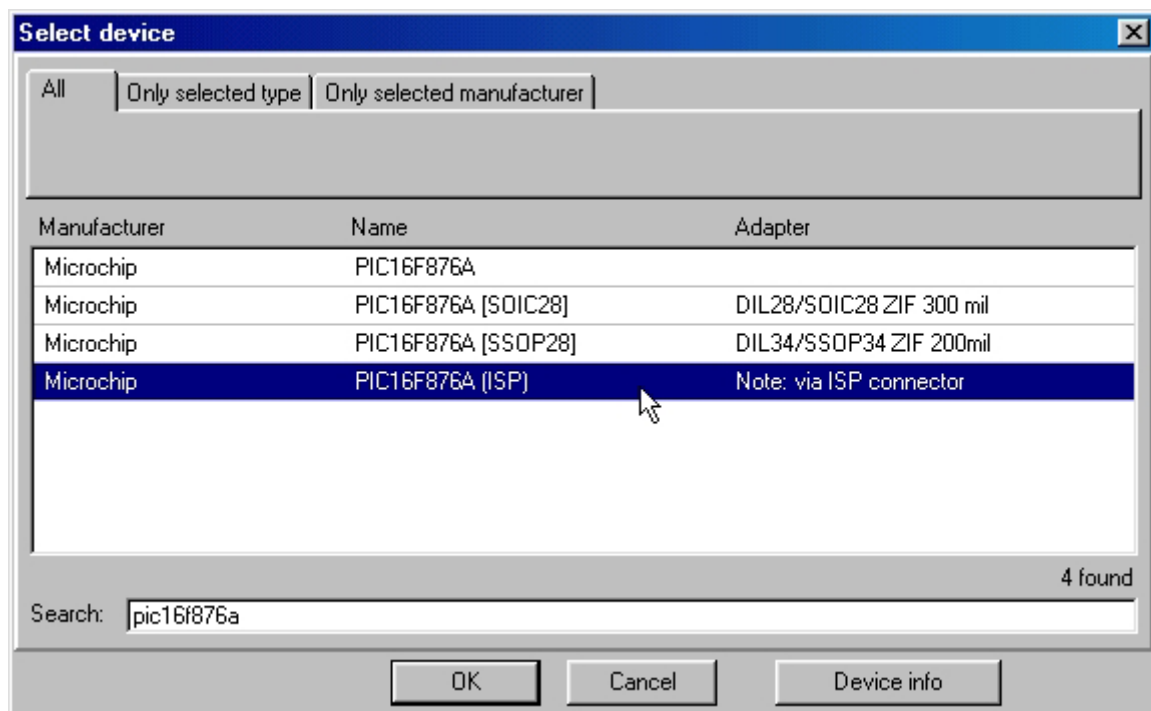 Select device
All Only selected type Only selected manufacturer
Manufacturer Name Adapter
Microchip PIC16F876A
Microchip PIC16F876A [SOIC28] DIL28/SOIC28 ZIF 300 mil
Microchip PIC16F876A [SSOP28] DIL34/SSOP34 ZIF 200mil
Microchip PIC16F876A (ISP) Note: via ISP connector
4 found
Search: pic16f876a
OK Cancel Device info